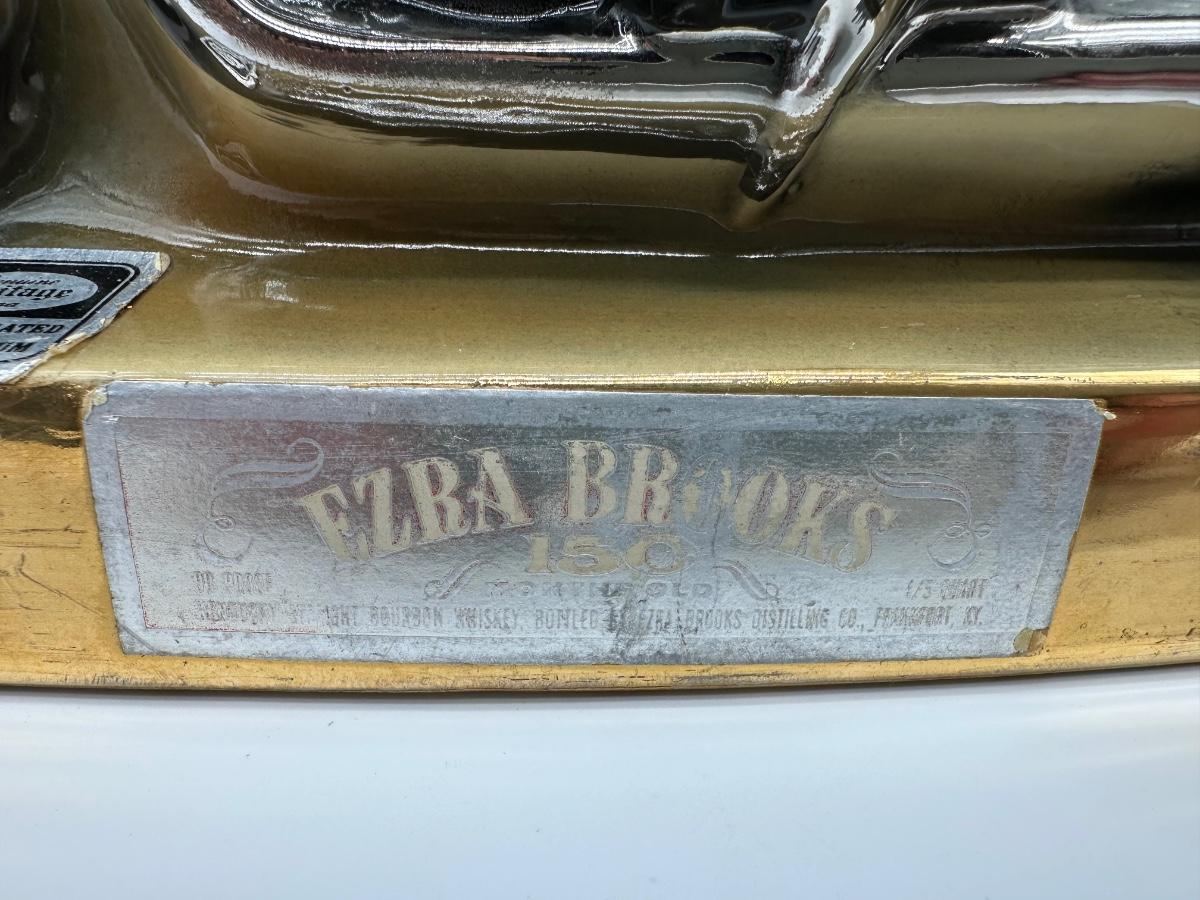 EZRA BROOKS
150
MONTHS OLD
90 PROOF
4/5 QUART
KENTUCKY STRAIGHT BOURBON WHISKEY, BOTTLED BY EZRA BROOKS DISTILLING CO., FRANKFORT, KY.